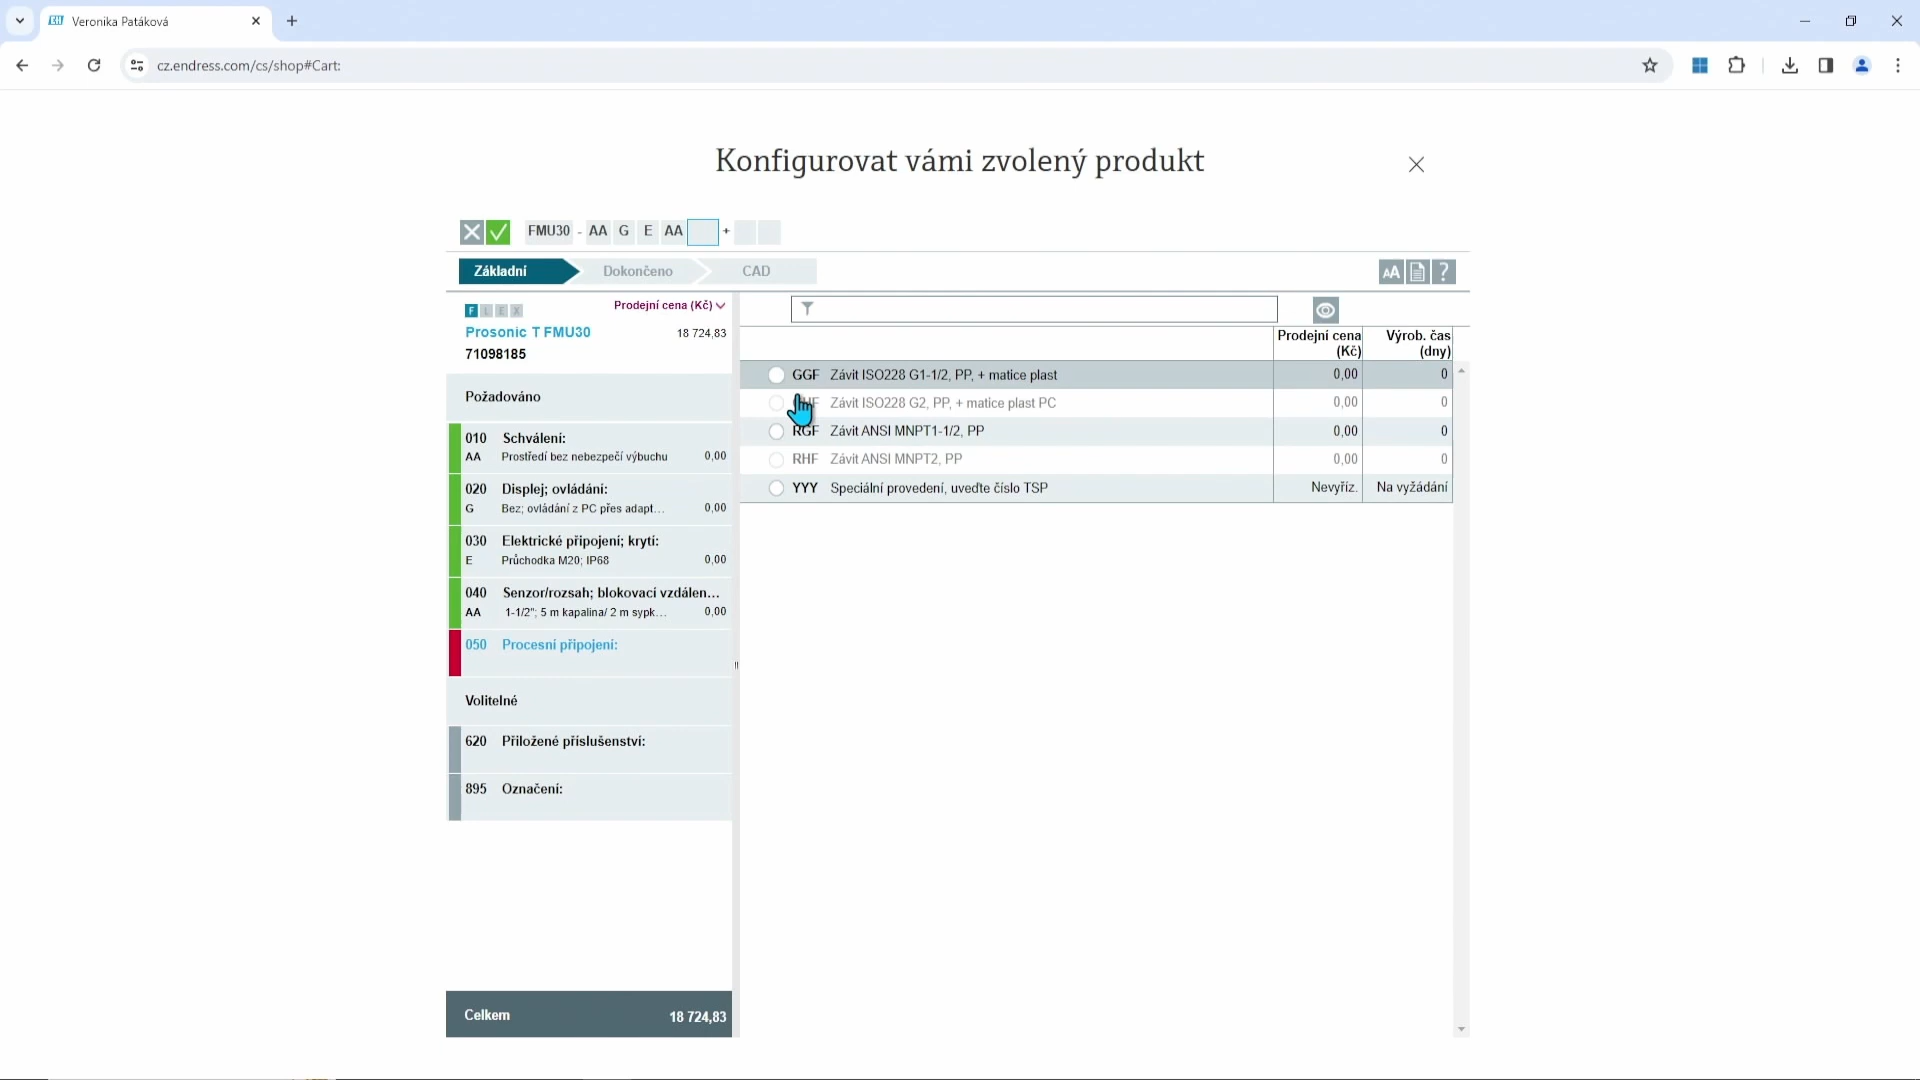 Veronika Patáková
cz.endress.com/cs/shop#Cart:
Konfigurovat vámi zvolený produkt
FMU30 - AA G E AA +
Základní
Dokončeno
CAD
AA
?
F L E X
Prodejní cena (Kč)
Prosonic T FMU30
18 724,83
71098185
Požadováno
010 Schválení:
AA Prostředí bez nebezpečí výbuchu 0,00
020 Displej; ovládání:
G Bez; ovládání z PC přes adapt... 0,00
030 Elektrické připojení; krytí:
E Průchodka M20; IP68 0,00
040 Senzor/rozsah; blokovací vzdálen...
AA 1-1/2"; 5 m kapalina/ 2 m sypk... 0,00
050 Procesní připojení:
Volitelné
620 Přiložené příslušenství:
895 Označení:
Celkem 18 724,83
Prodejní cena (Kč)
Výrob. čas (dny)
GGF Závit ISO228 G1-1/2, PP, + matice plast 0,00 0
Závit ISO228 G2, PP, + matice plast PC 0,00 0
RGF Závit ANSI MNPT1-1/2, PP 0,00 0
RHF Závit ANSI MNPT2, PP 0,00 0
YYY Speciální provedení, uveďte číslo TSP Nevyříz. Na vyžádání